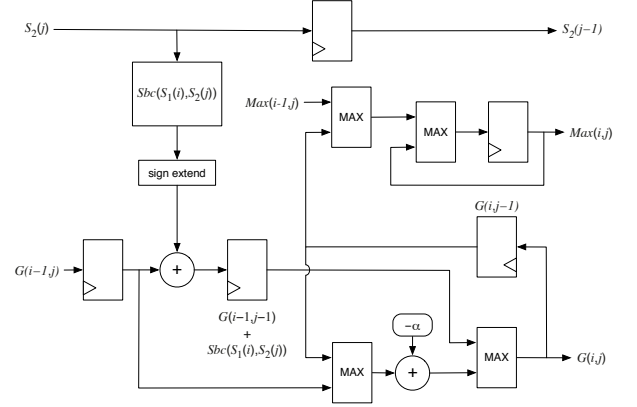 S₂(j)
S₂(j−1)
Sbc(S₁(i),S₂(j))
Max(i-1,j)
MAX
MAX
Max(i,j)
sign extend
G(i,j−1)
G(i−1,j)
+
G(i−1,j−1)
+
Sbc(S₁(i),S₂(j))
−α
MAX
+
MAX
G(i,j)